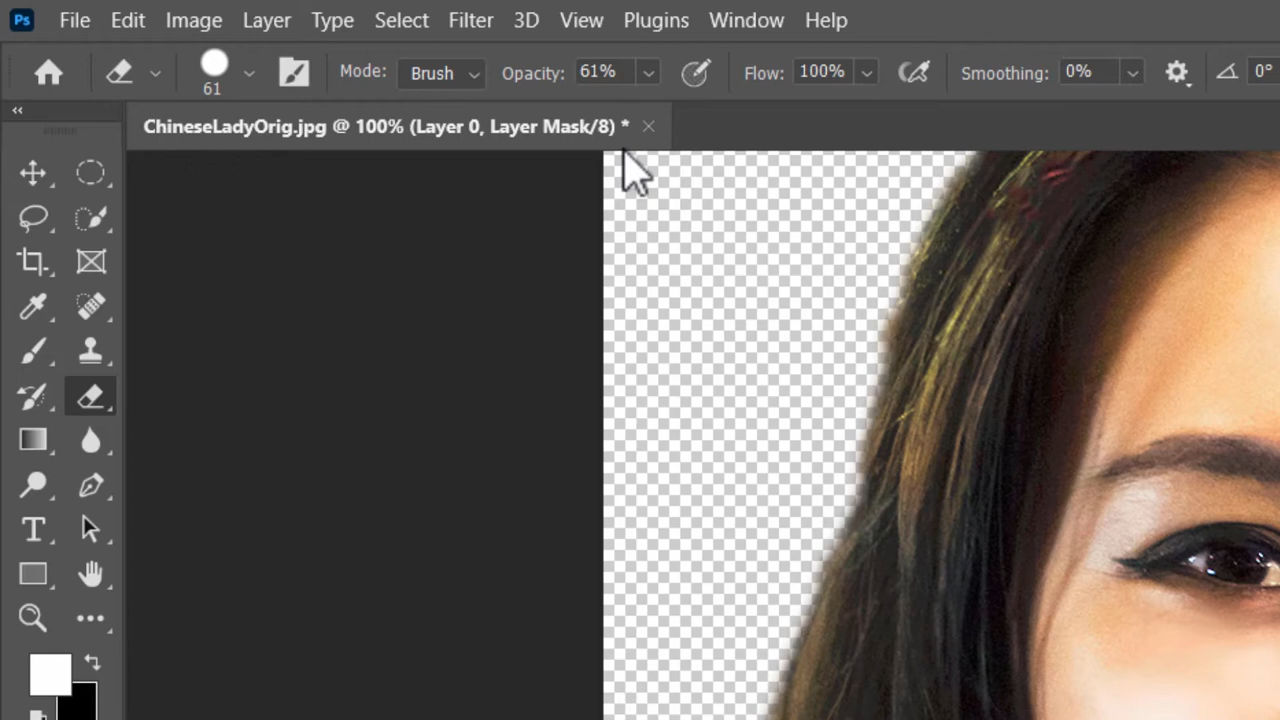 Ps File Edit Image Layer Type Select Filter 3D View Plugins Window Help
61 Mode: Brush Opacity: 61% Flow: 100% Smoothing: 0% 0°
ChineseLadyOrig.jpg @ 100% (Layer 0, Layer Mask/8) *
T